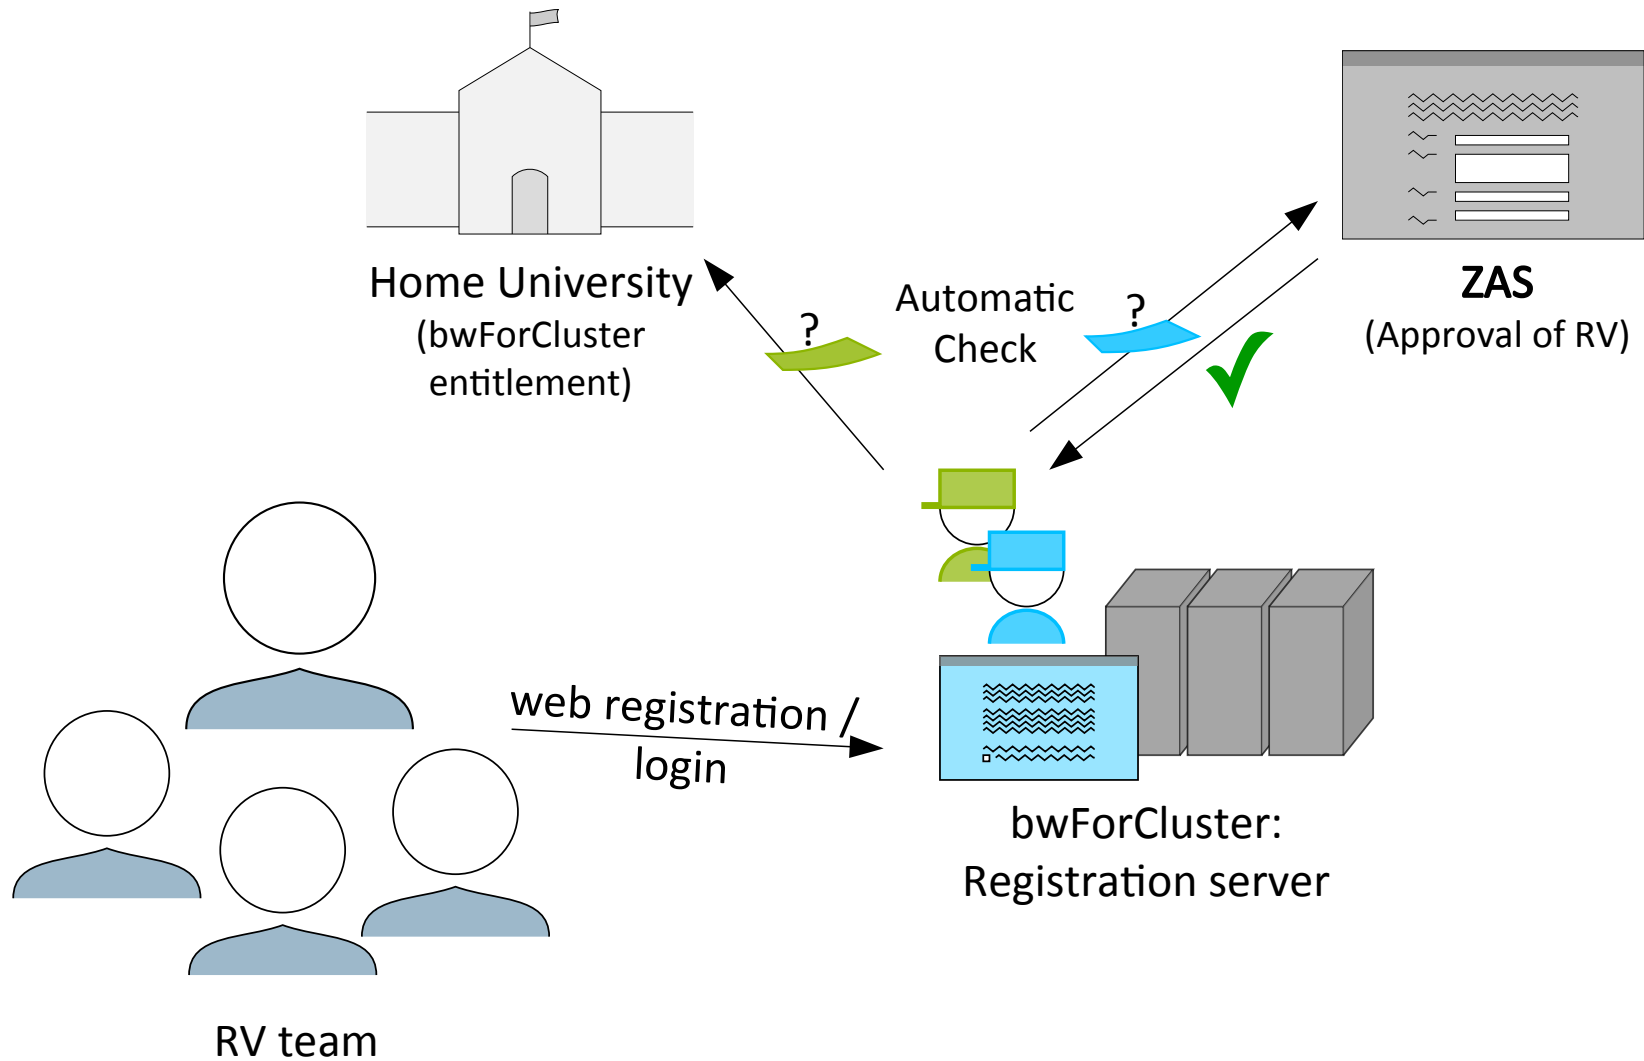 Home University
(bwForCluster
entitlement)
?
Automatic
Check
?
ZAS
(Approval of RV)
web registration /
login
bwForCluster:
Registration server
RV team